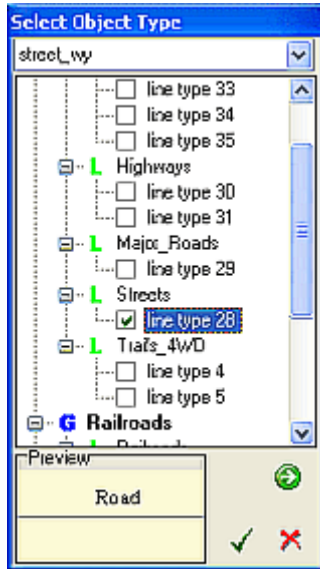 Select Object Type
street_wy
line type 33
line type 34
line type 35
L Highways
line type 30
line type 31
L Major_Roads
line type 29
L Streets
line type 28
L Trails_4WD
line type 4
line type 5
G Railroads
L Railroads
Preview
Road